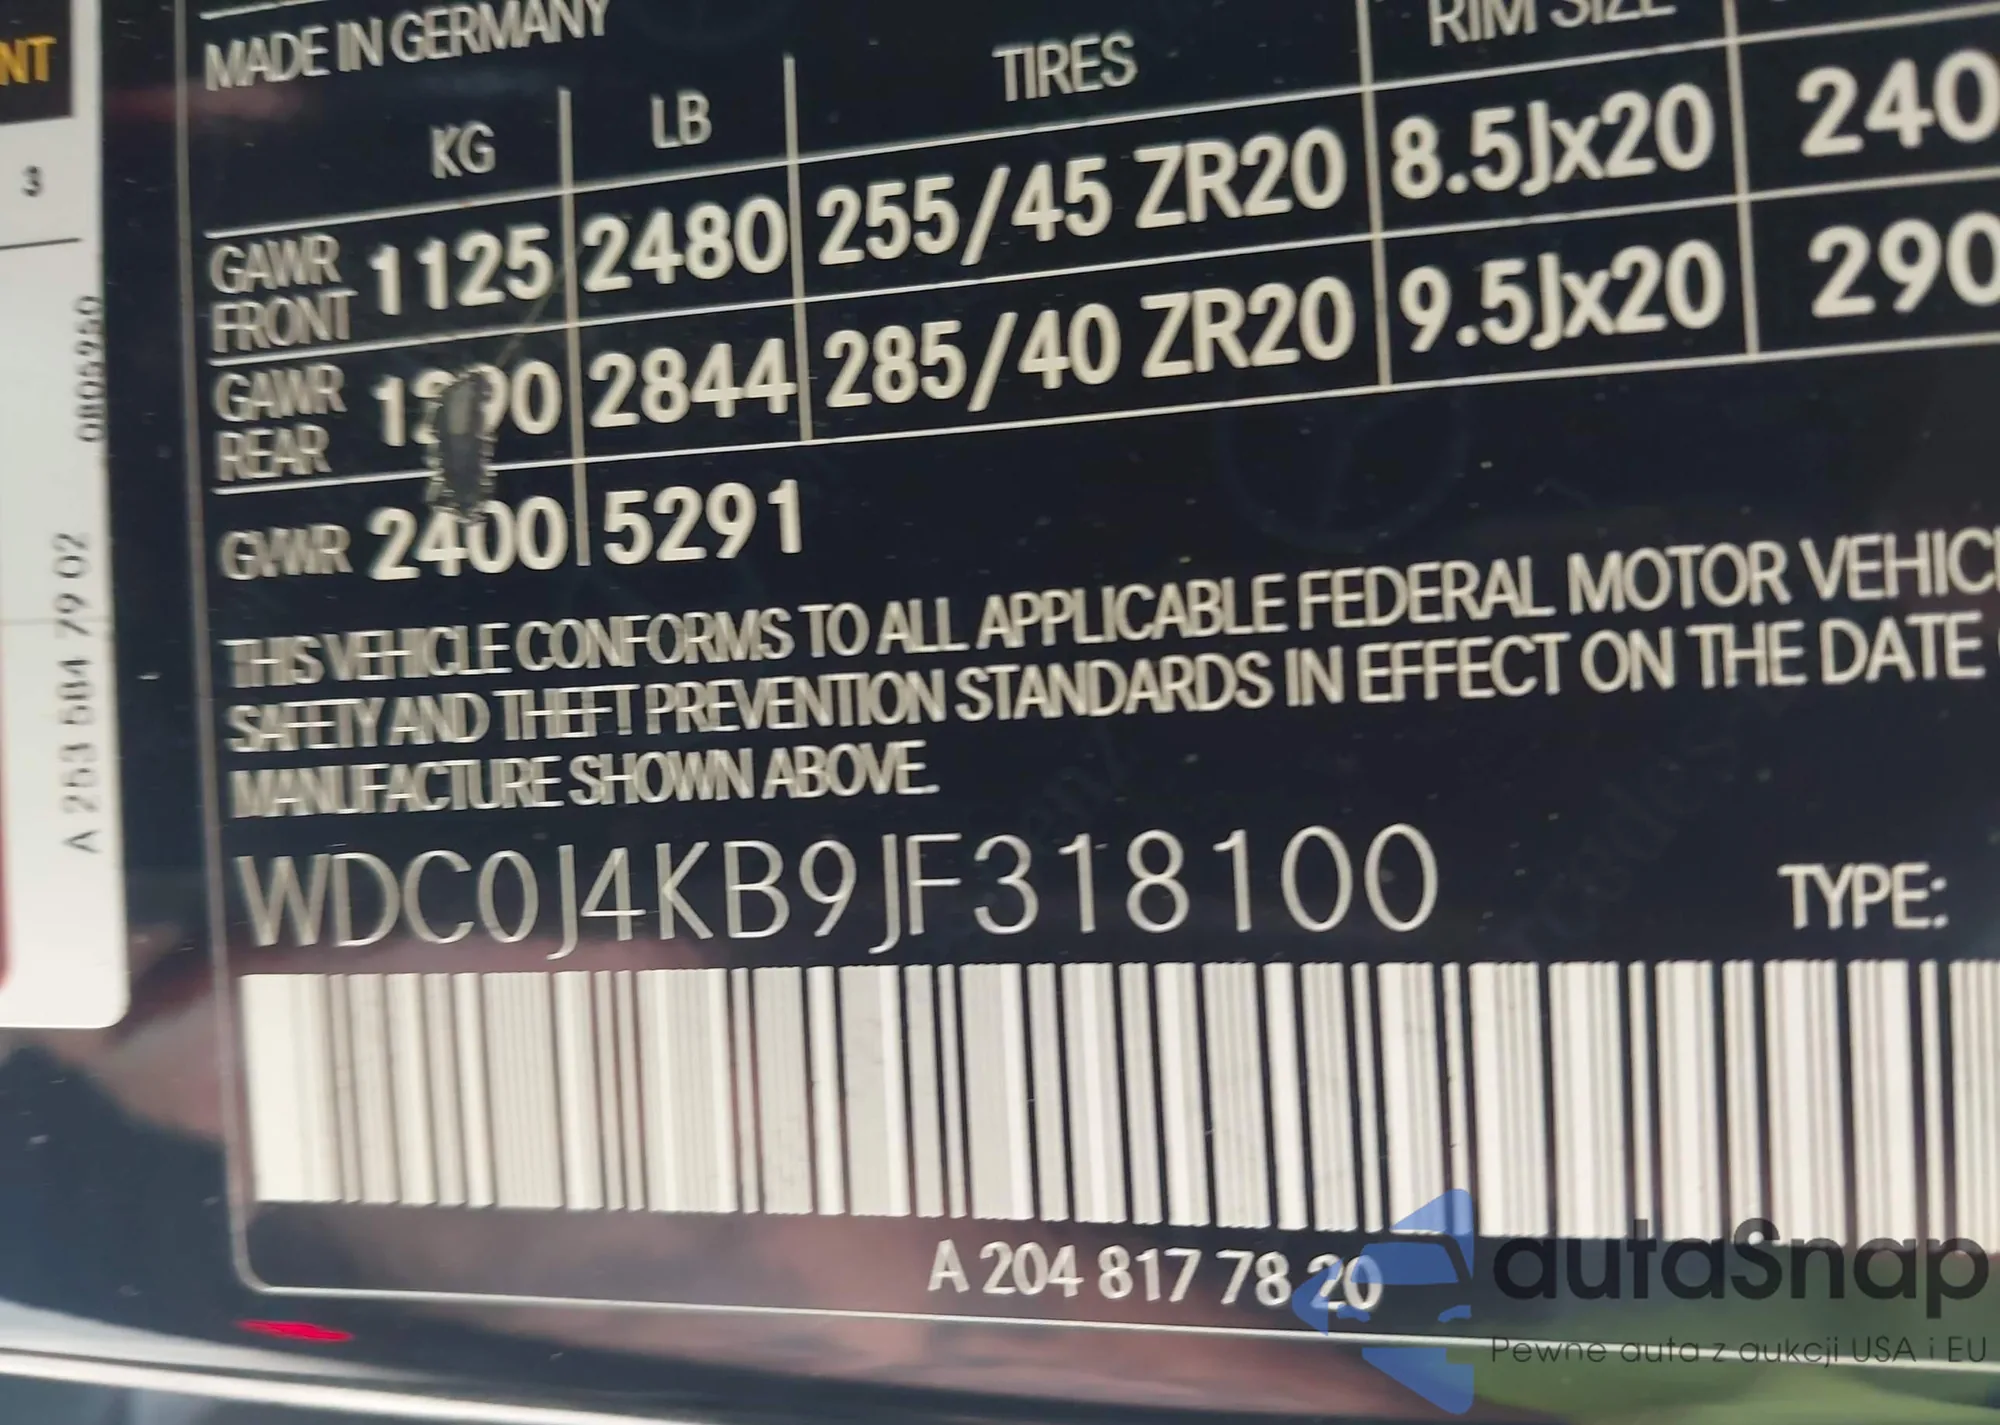 NT
3
080S950
A 253 584 79 02
MADE IN GERMANY
KG LB TIRES RIM SIZE
GAWR FRONT 1125 2480 255/45 ZR20 8.5Jx20 240
GAWR REAR 2844 285/40 ZR20 9.5Jx20 290
GVWR 2400 5291
THIS VEHICLE CONFORMS TO ALL APPLICABLE FEDERAL MOTOR VEHIC
SAFETY AND THEFT PREVENTION STANDARDS IN EFFECT ON THE DATE
MANUFACTURE SHOWN ABOVE.
WDC0J4KB9JF318100 TYPE:
A 204 817 78 20
autaSnap
Pewne auta z aukcji USA i EU